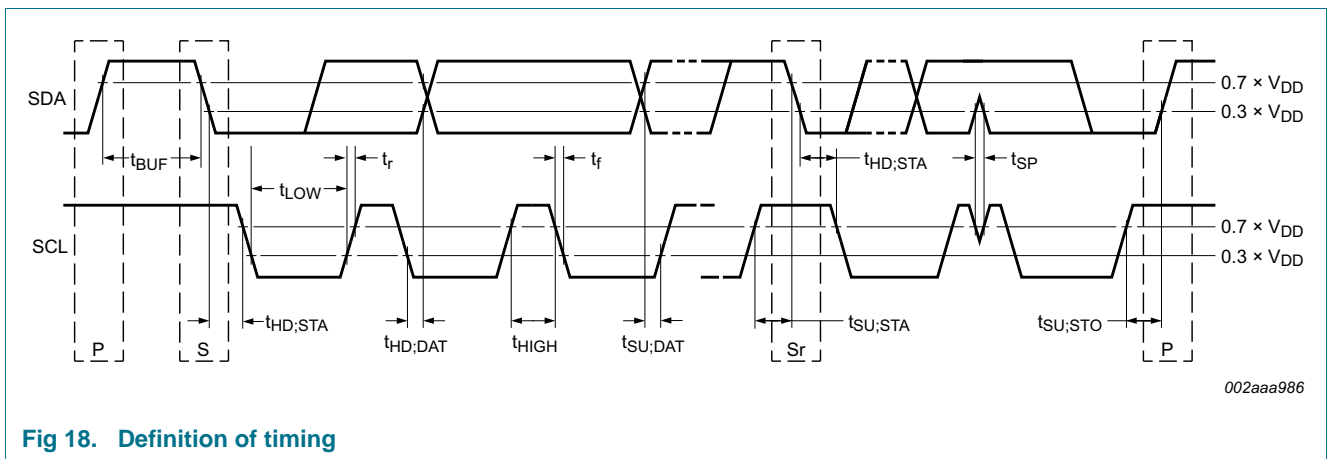 SDA
0.7 × VDD
0.3 × VDD
tBUF
tr
tf
tHD;STA
tSP
tLOW
SCL
0.7 × VDD
0.3 × VDD
tHD;STA
tHD;DAT
tHIGH
tSU;DAT
tSU;STA
tSU;STO
P
S
Sr
P
002aaa986
Fig 18. Definition of timing